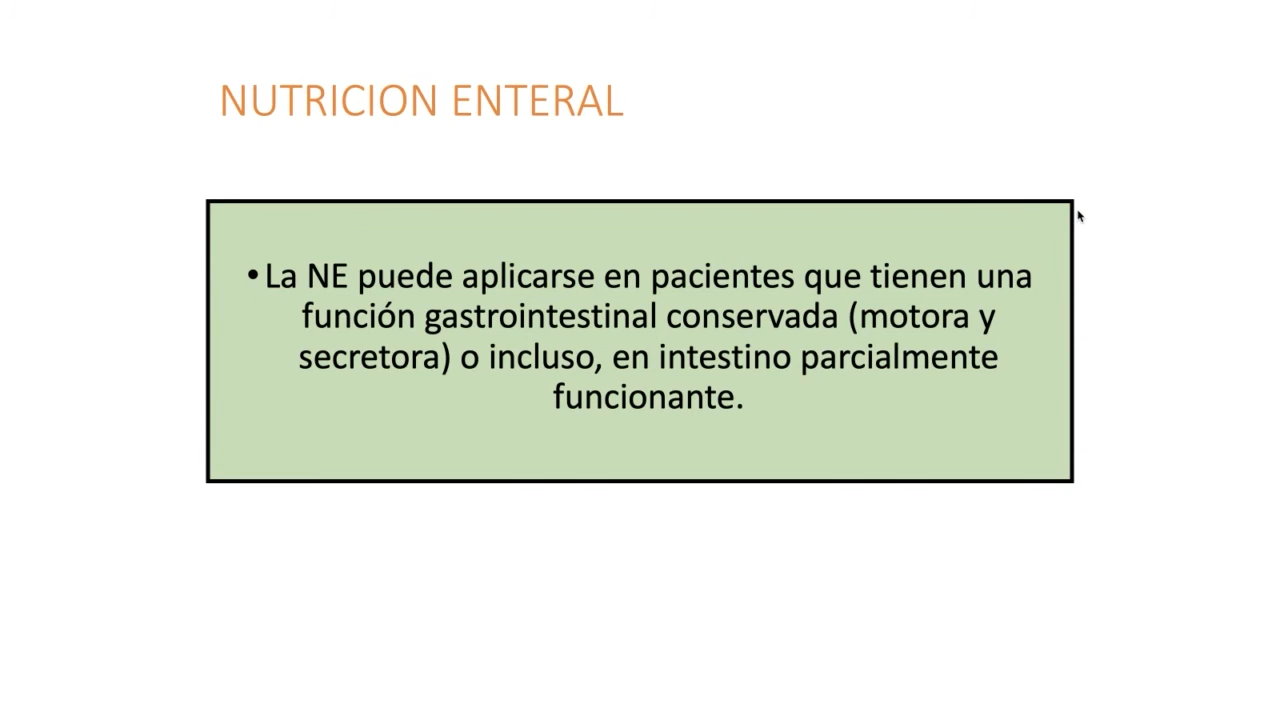 NUTRICION ENTERAL
•La NE puede aplicarse en pacientes que tienen una
función gastrointestinal conservada (motora y
secretora) o incluso, en intestino parcialmente
funcionante.